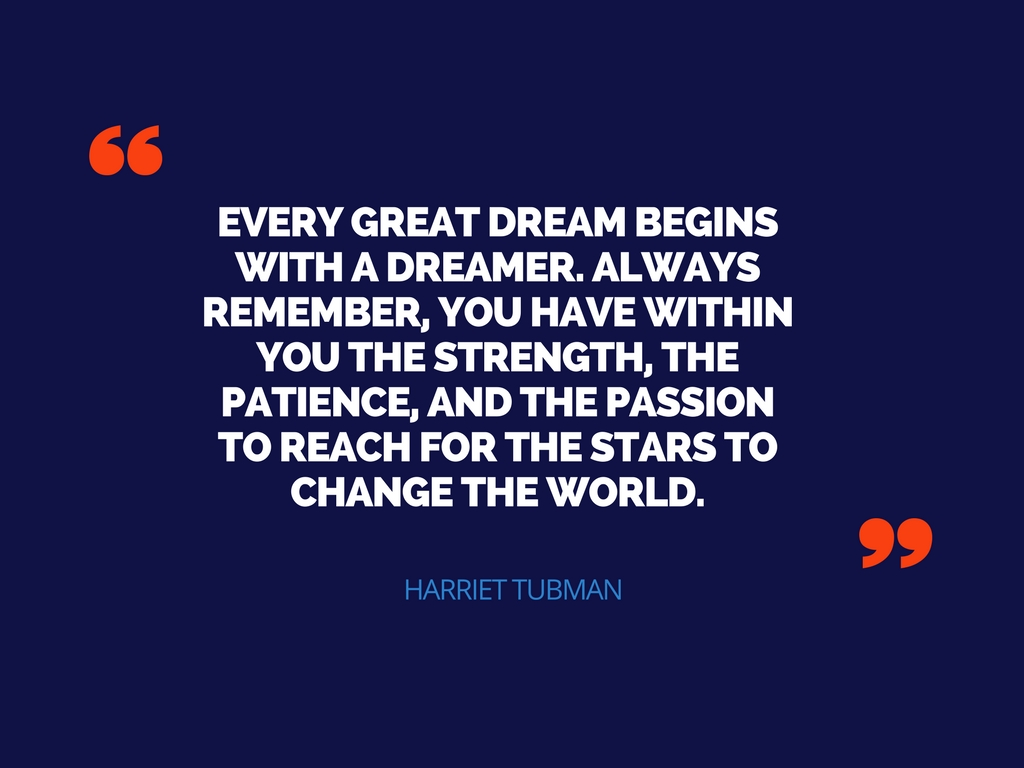 “
EVERY GREAT DREAM BEGINS
WITH A DREAMER. ALWAYS
REMEMBER, YOU HAVE WITHIN
YOU THE STRENGTH, THE
PATIENCE, AND THE PASSION
TO REACH FOR THE STARS TO
CHANGE THE WORLD.
”
HARRIET TUBMAN